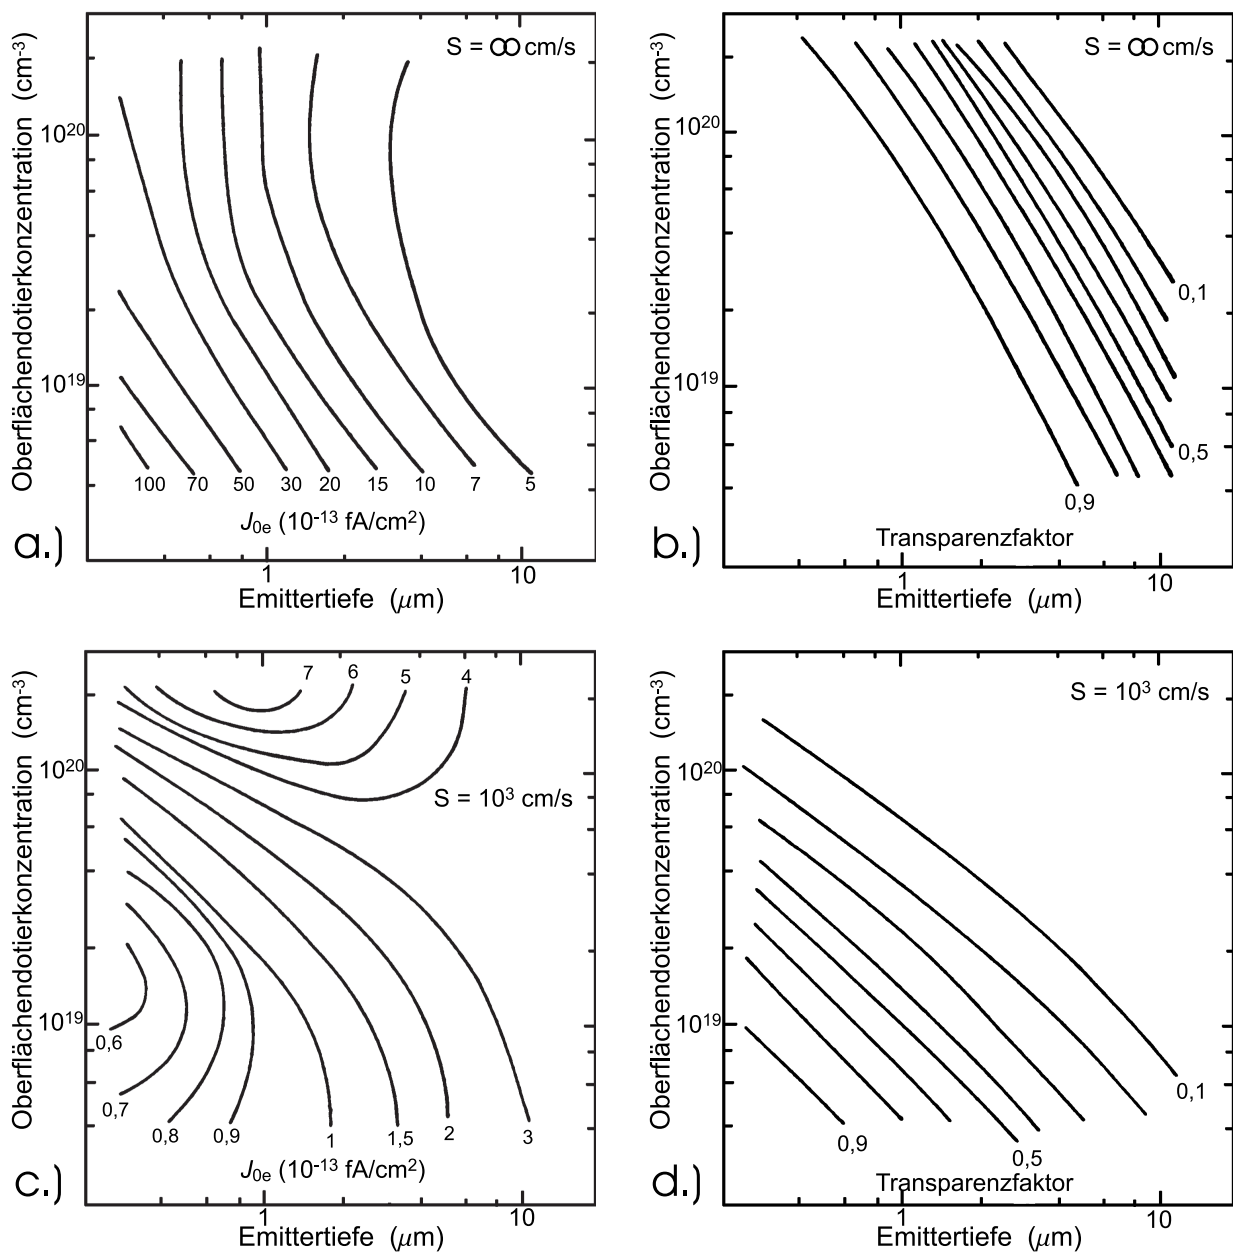 S = ∞ cm/s
Oberflächendotierkonzentration (cm⁻³)
10²⁰
10¹⁹
100 70 50 30 20 15 10 7 5
J₀ₑ (10⁻¹³ fA/cm²)
a.)
1 10
Emittertiefe (μm)
S = ∞ cm/s
Oberflächendotierkonzentration (cm⁻³)
10²⁰
0,1
10¹⁹
0,5
0,9
Transparenzfaktor
b.)
1 10
Emittertiefe (μm)
7 6 5 4
Oberflächendotierkonzentration (cm⁻³)
10²⁰
S = 10³ cm/s
10¹⁹
0,6
0,7
0,8 0,9 1 1,5 2 3
J₀ₑ (10⁻¹³ fA/cm²)
c.)
1 10
Emittertiefe (μm)
S = 10³ cm/s
Oberflächendotierkonzentration (cm⁻³)
10²⁰
10¹⁹
0,1
0,9 0,5
Transparenzfaktor
d.)
1 10
Emittertiefe (μm)